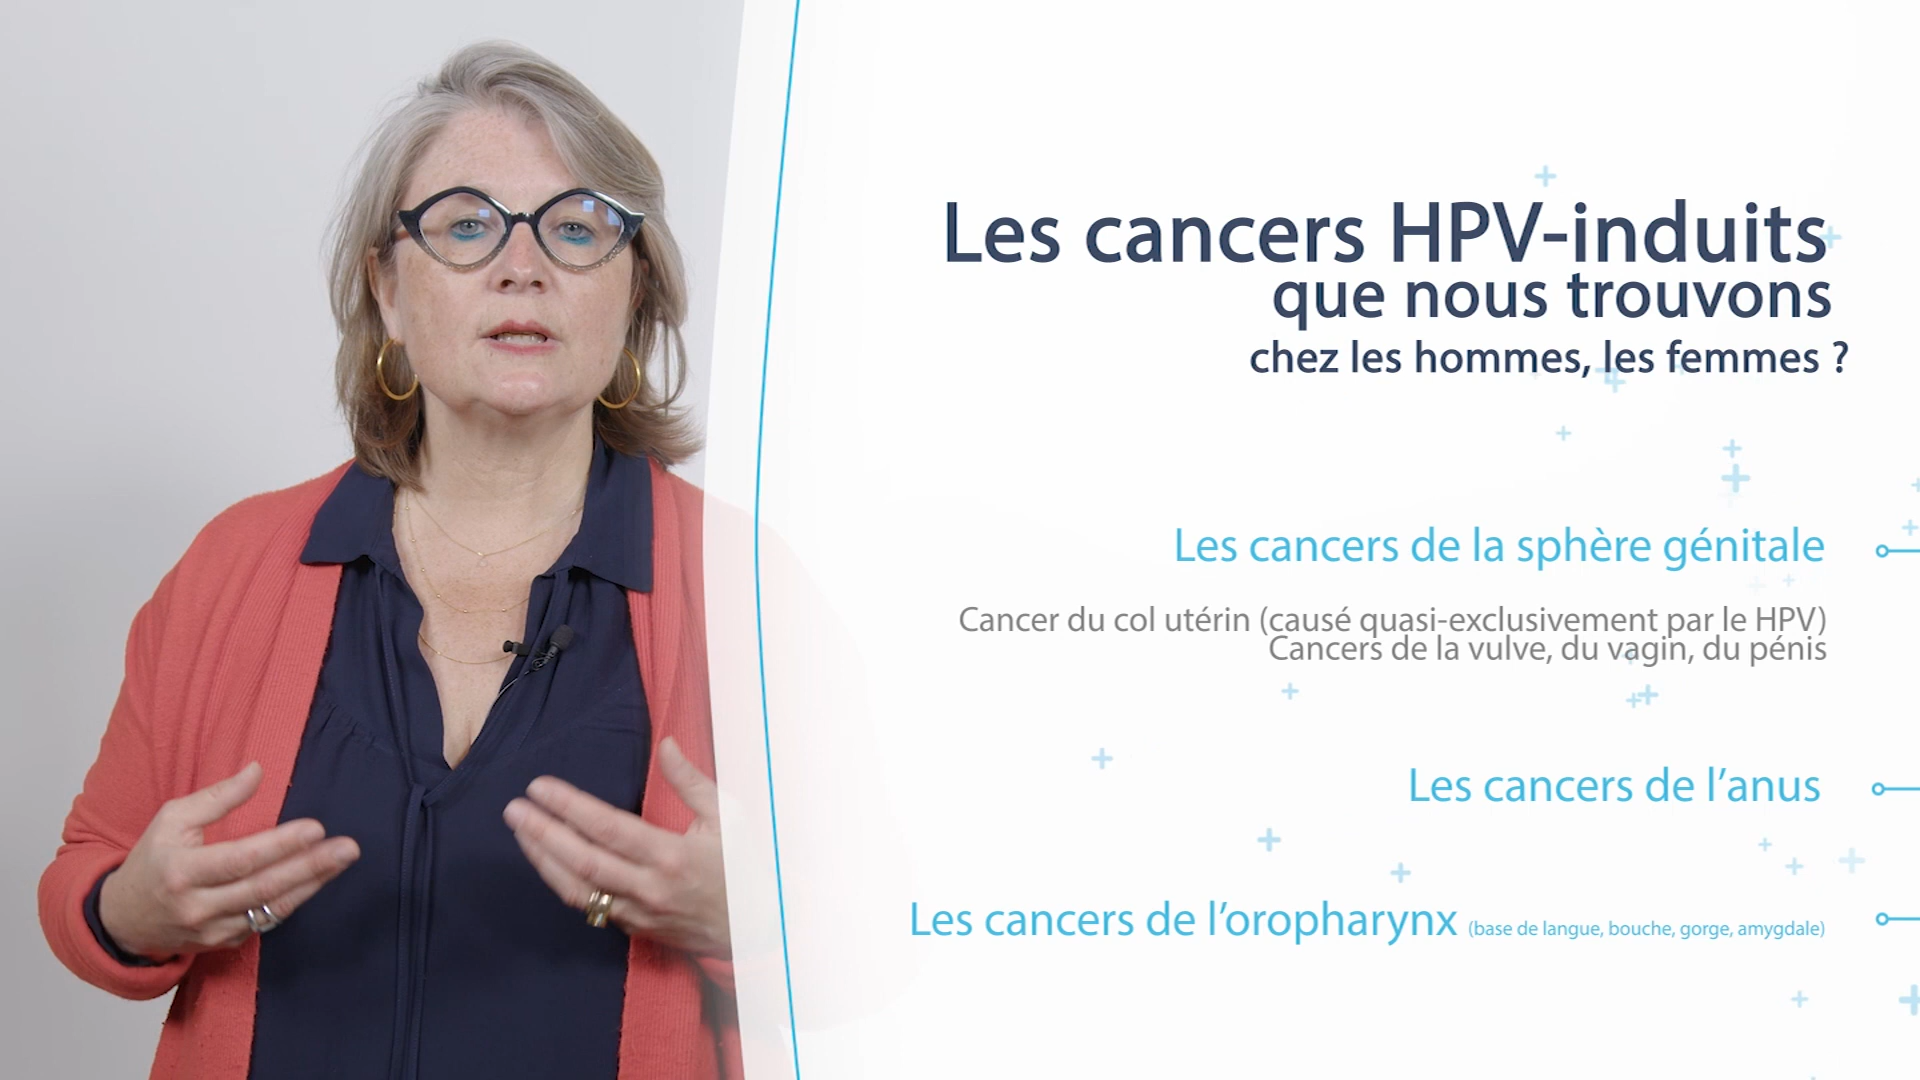 Les cancers HPV-induits
que nous trouvons
chez les hommes, les femmes ?
Les cancers de la sphère génitale
Cancer du col utérin (causé quasi-exclusivement par le HPV)
Cancers de la vulve, du vagin, du pénis
Les cancers de l’anus
Les cancers de l’oropharynx (base de langue, bouche, gorge, amygdale)